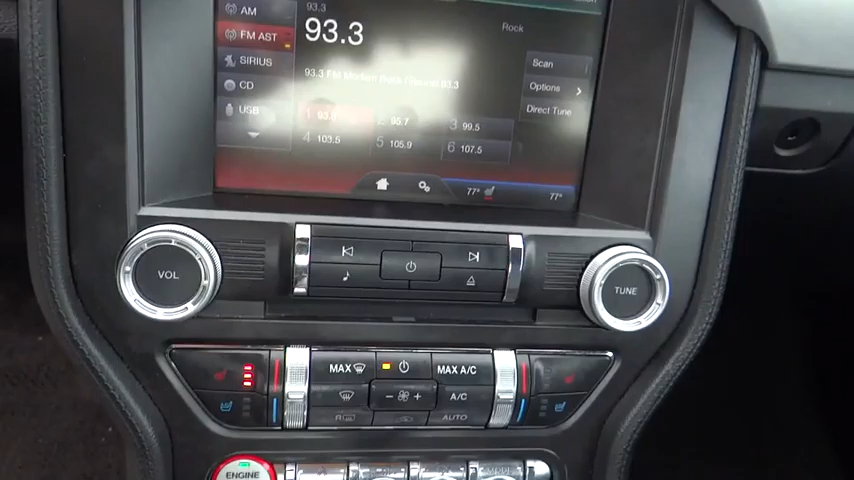 AM
93.3
93.3
Rock
FM AST
SIRIUS
Scan
93.3 FM Modern Rock
93.3
CD
Options
USB
1 93.3
2 95.7
3 99.5
Direct Tune
4 103.5
5 105.9
6 107.5
77°
77°
VOL
TUNE
MAX
MAX A/C
A/C
R
AUTO
ENGINE
MODE